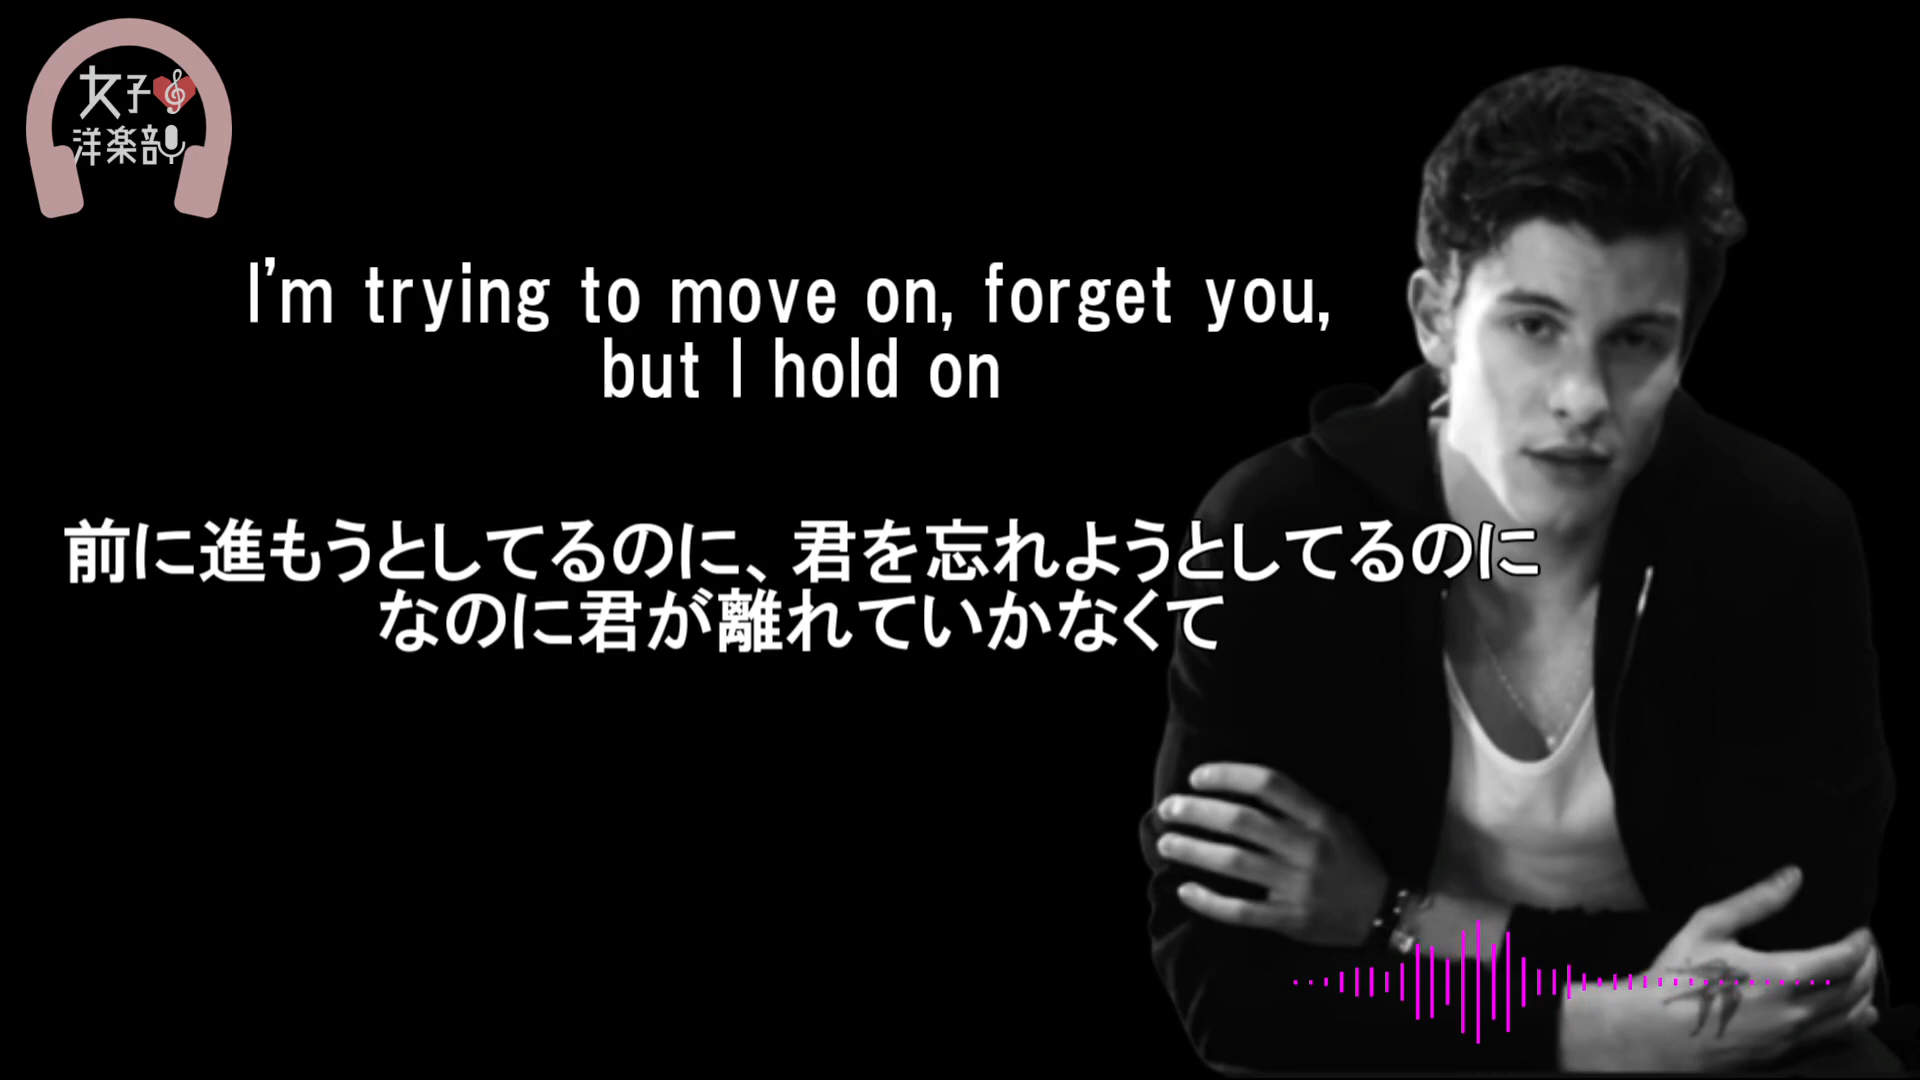 女子
洋楽部
I'm trying to move on, forget you,
but I hold on
前に進もうとしてるのに、君を忘れようとしてるのに
なのに君が離れていかなくて